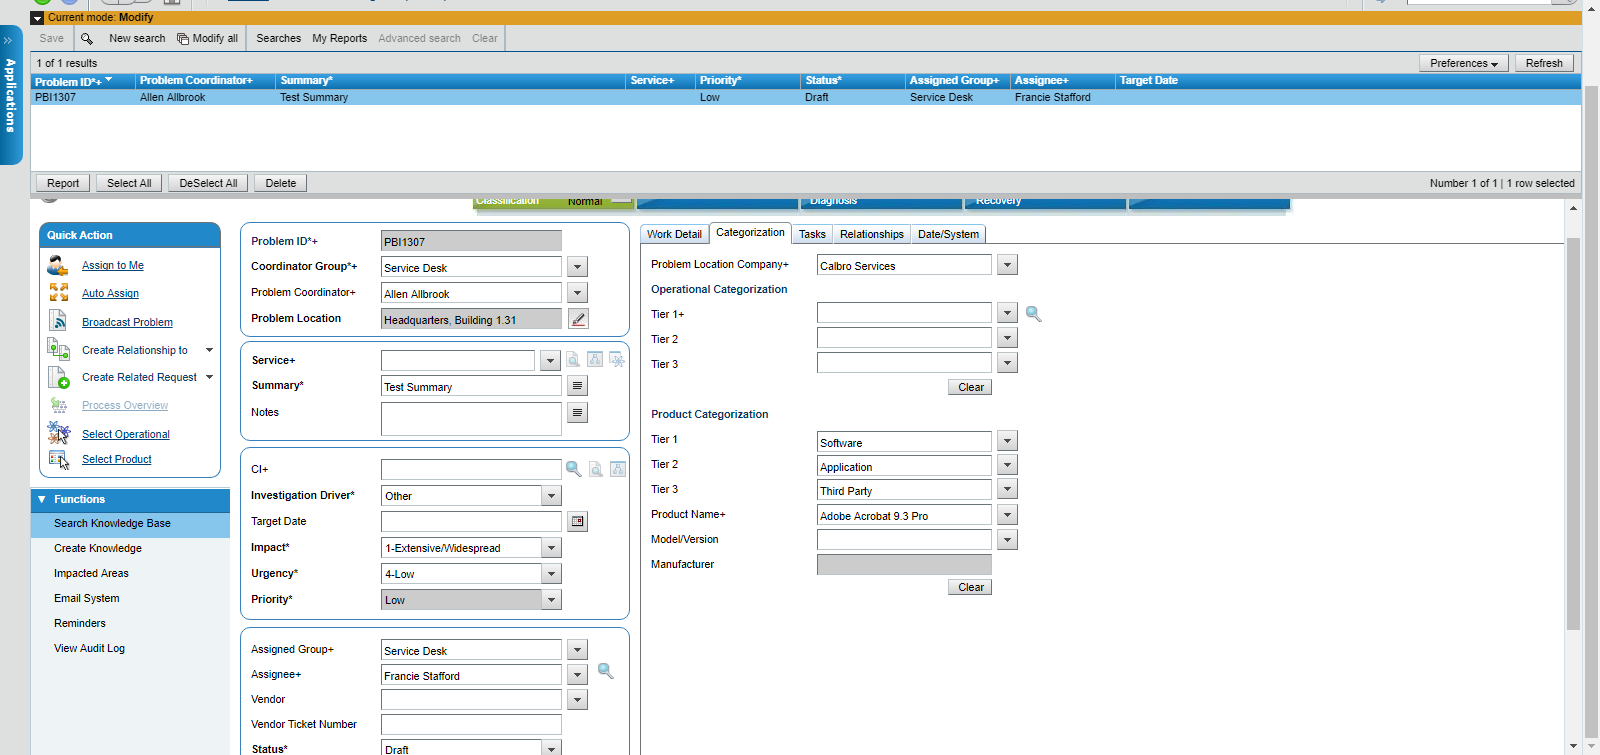 Current mode: Modify
Save New search Modify all Searches My Reports Advanced search Clear
1 of 1 results Preferences Refresh
Problem ID*+ Problem Coordinator+ Summary* Service+ Priority* Status* Assigned Group+ Assignee+ Target Date
PBI1307 Allen Allbrook Test Summary Low Draft Service Desk Francie Stafford
Report Select All DeSelect All Delete Number 1 of 1 | 1 row selected
Applications
Classification Normal Diagnosis Recovery
Quick Action
Assign to Me
Auto Assign
Broadcast Problem
Create Relationship to
Create Related Request
Process Overview
Select Operational
Select Product
Functions
Search Knowledge Base
Create Knowledge
Impacted Areas
Email System
Reminders
View Audit Log
Problem ID*+ PBI1307
Coordinator Group*+ Service Desk
Problem Coordinator+ Allen Allbrook
Problem Location Headquarters, Building 1.31
Service+
Summary* Test Summary
Notes
CI+
Investigation Driver* Other
Target Date
Impact* 1-Extensive/Widespread
Urgency* 4-Low
Priority* Low
Assigned Group+ Service Desk
Assignee+ Francie Stafford
Vendor
Vendor Ticket Number
Status* Draft
Work Detail Categorization Tasks Relationships Date/System
Problem Location Company+ Calbro Services
Operational Categorization
Tier 1+
Tier 2
Tier 3
Clear
Product Categorization
Tier 1 Software
Tier 2 Application
Tier 3 Third Party
Product Name+ Adobe Acrobat 9.3 Pro
Model/Version
Manufacturer
Clear